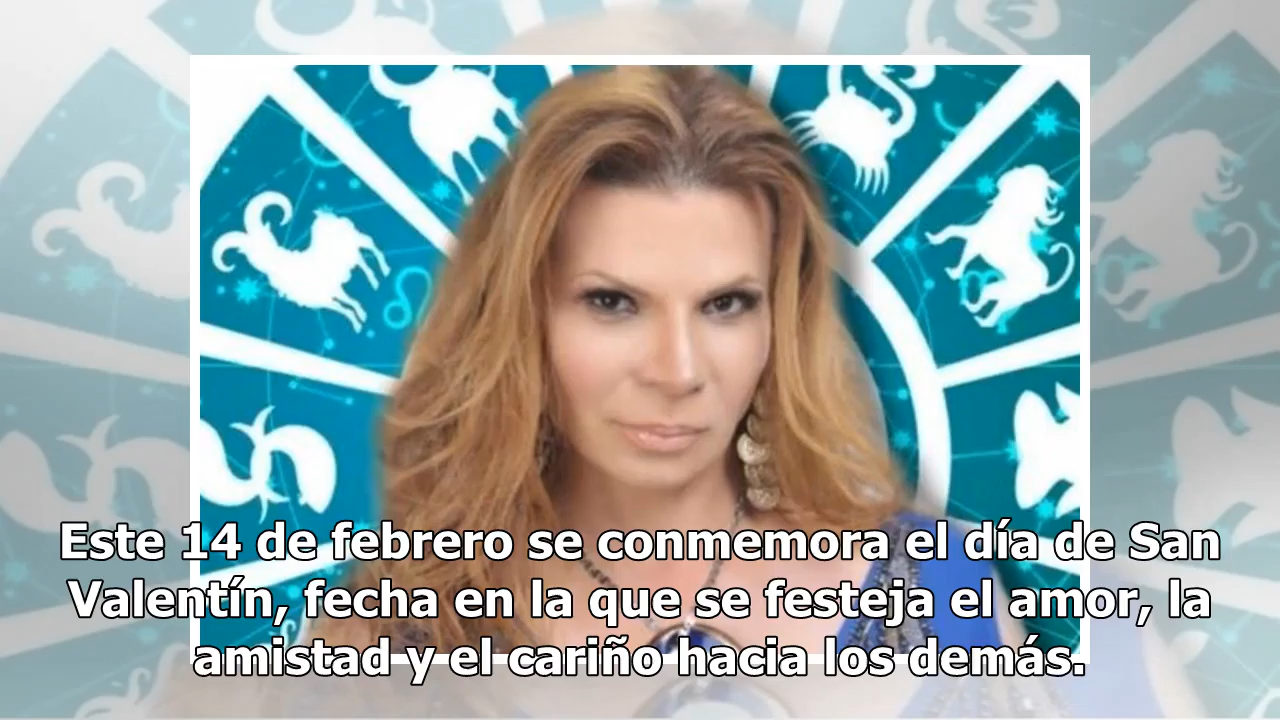 Este 14 de febrero se conmemora el día de San
Valentín, fecha en la que se festeja el amor, la
amistad y el cariño hacia los demás.